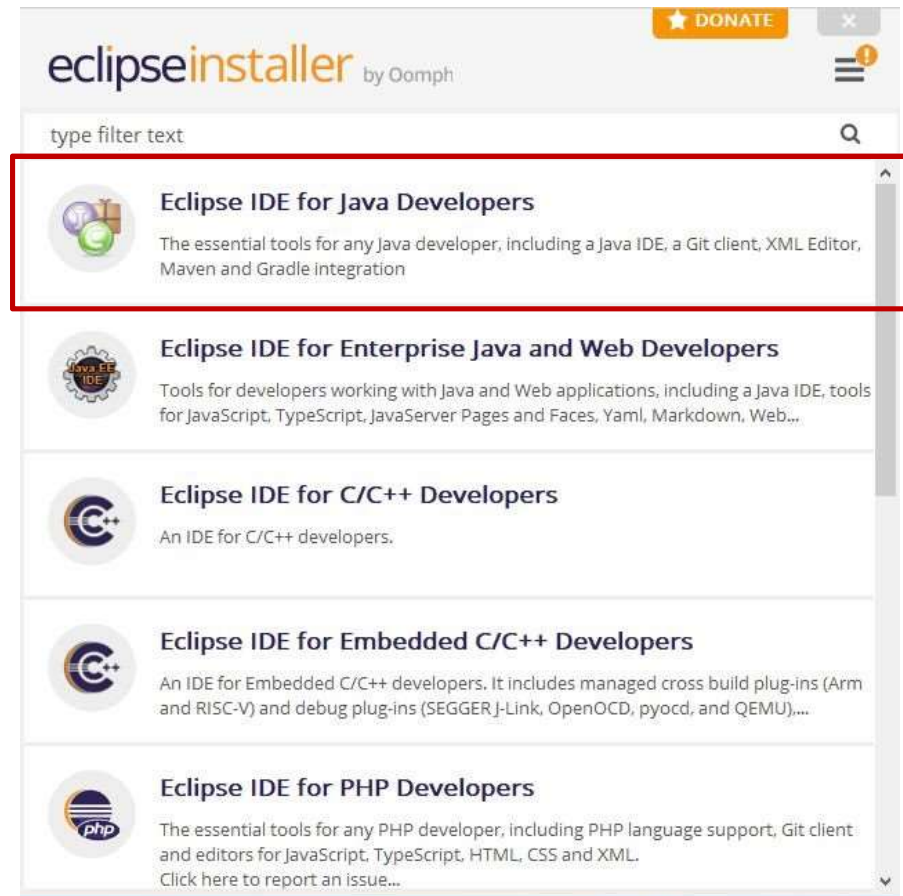 DONATE
eclipseinstaller by Oomph
type filter text
Eclipse IDE for Java Developers
The essential tools for any Java developer, including a Java IDE, a Git client, XML Editor,
Maven and Gradle integration
Java EE
IDE
Eclipse IDE for Enterprise Java and Web Developers
Tools for developers working with Java and Web applications, including a Java IDE, tools
for JavaScript, TypeScript, JavaServer Pages and Faces, Yaml, Markdown, Web...
C++
Eclipse IDE for C/C++ Developers
An IDE for C/C++ developers.
C++
Eclipse IDE for Embedded C/C++ Developers
An IDE for Embedded C/C++ developers. It includes managed cross build plug-ins (Arm
and RISC-V) and debug plug-ins (SEGGER J-Link, OpenOCD, pyocd, and QEMU),...
php
Eclipse IDE for PHP Developers
The essential tools for any PHP developer, including PHP language support, Git client
and editors for JavaScript, TypeScript, HTML, CSS and XML.
Click here to report an issue...